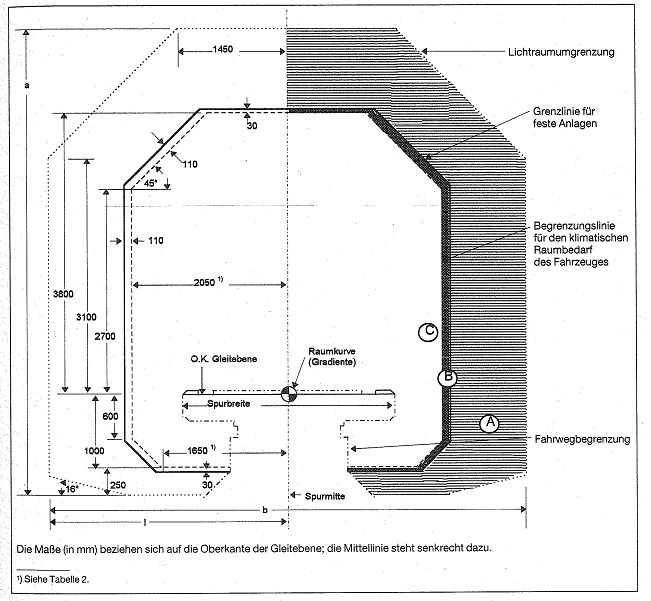 1450
Lichtraumumgrenzung
a
30
Grenzlinie für
feste Anlagen
110
45°
110
Begrenzungslinie
für den klimatischen
Raumbedarf
des Fahrzeuges
2050 ¹⁾
3800
3100
2700
C
O.K. Gleitebene
Raumkurve
(Gradiente)
B
Spurbreite
600
A
Fahrwegbegrenzung
1000
1650 ¹⁾
16°
250
30
Spurmitte
b
l
Die Maße (in mm) beziehen sich auf die Oberkante der Gleitebene; die Mittellinie steht senkrecht dazu.
¹) Siehe Tabelle 2.